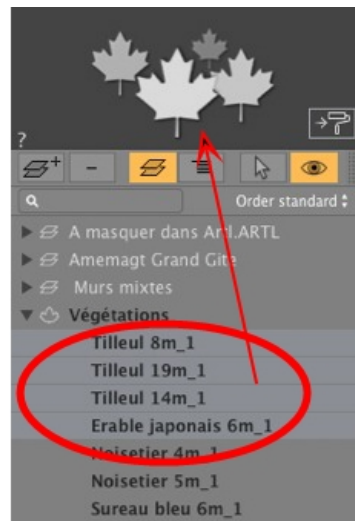 ?
Order standard
A masquer dans Artl.ARTL
Amemagt Grand Gite
Murs mixtes
Végétations
Tilleul 8m_1
Tilleul 19m_1
Tilleul 14m_1
Erable japonais 6m_1
Noisetier 4m_1
Noisetier 5m_1
Sureau bleu 6m_1